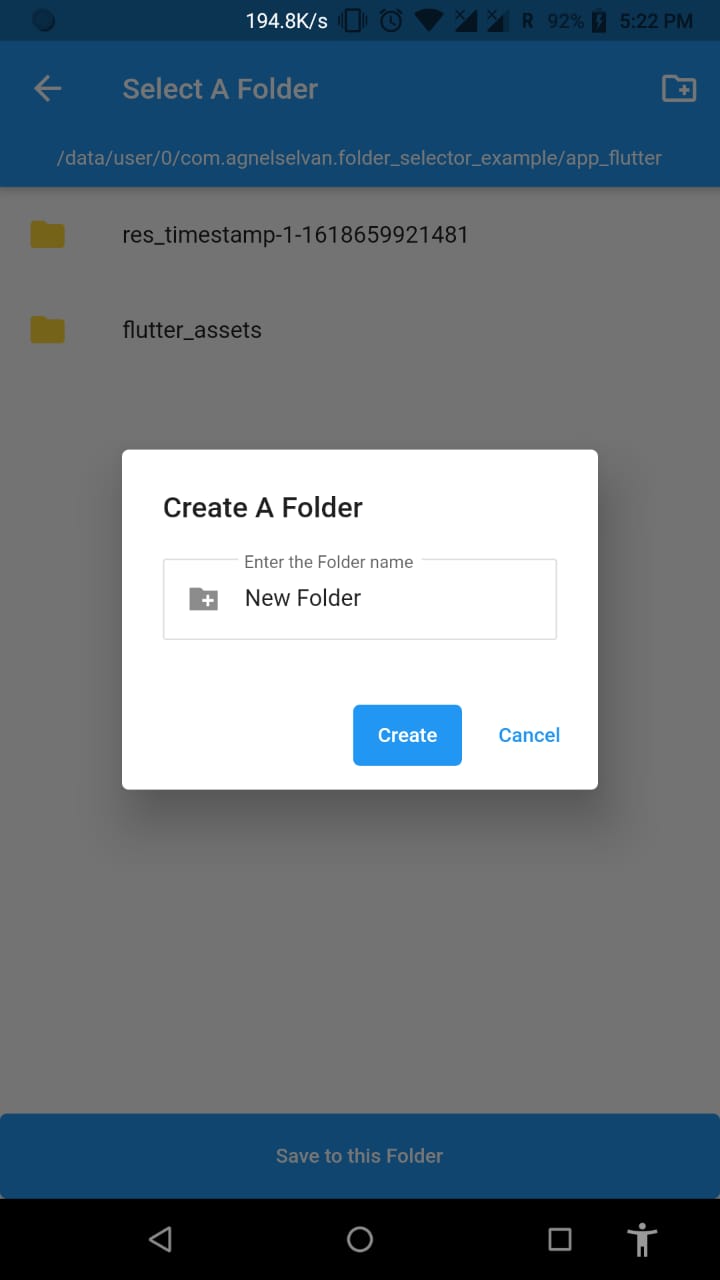 194.8K/s R 92% 5:22 PM
Select A Folder
/data/user/0/com.agnelselvan.folder_selector_example/app_flutter
res_timestamp-1-1618659921481
flutter_assets
Create A Folder
Enter the Folder name
New Folder
Create Cancel
Save to this Folder